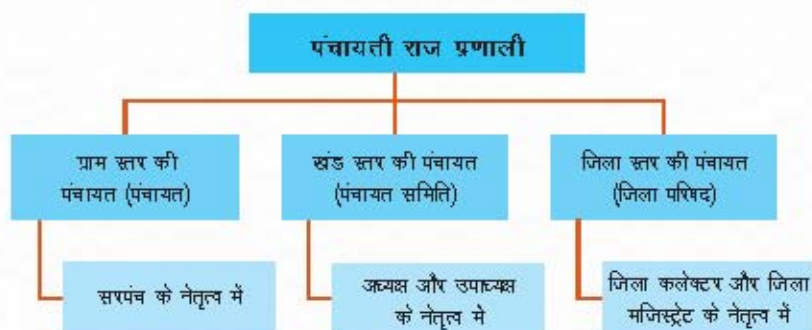 पंचायती राज प्रणाली
ग्राम स्तर की
पंचायत (पंचायत)
खंड स्तर की पंचायत
(पंचायत समिति)
जिला स्तर की पंचायत
(जिला परिषद)
सरपंच के नेतृत्व में
अध्यक्ष और उपाध्यक्ष
के नेतृत्व में
जिला कलेक्टर और जिला
मजिस्ट्रेट के नेतृत्व में